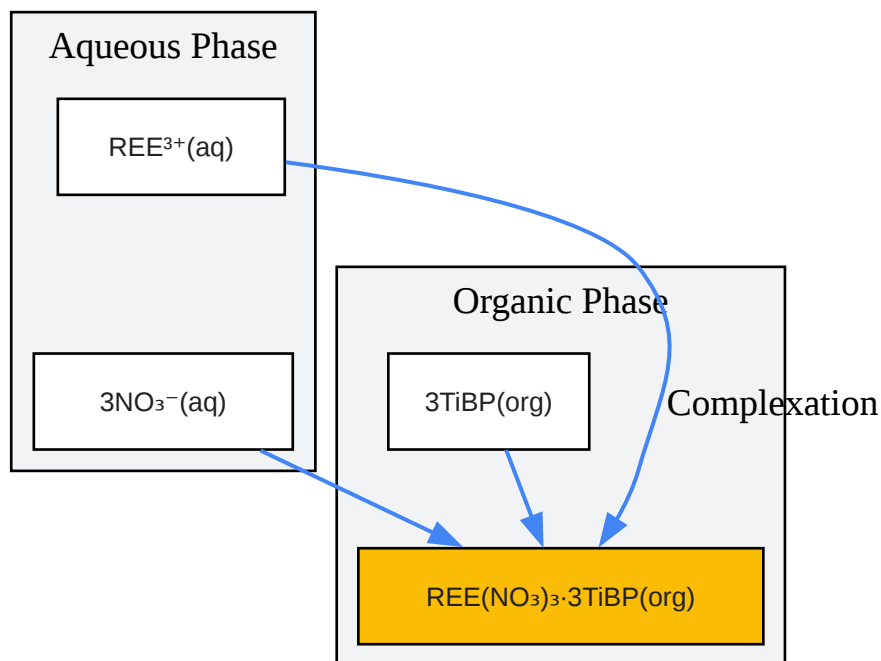 Aqueous Phase
REE³⁺(aq)
Organic Phase
3NO₃⁻(aq)
3TiBP(org)
Complexation
REE(NO₃)₃·3TiBP(org)